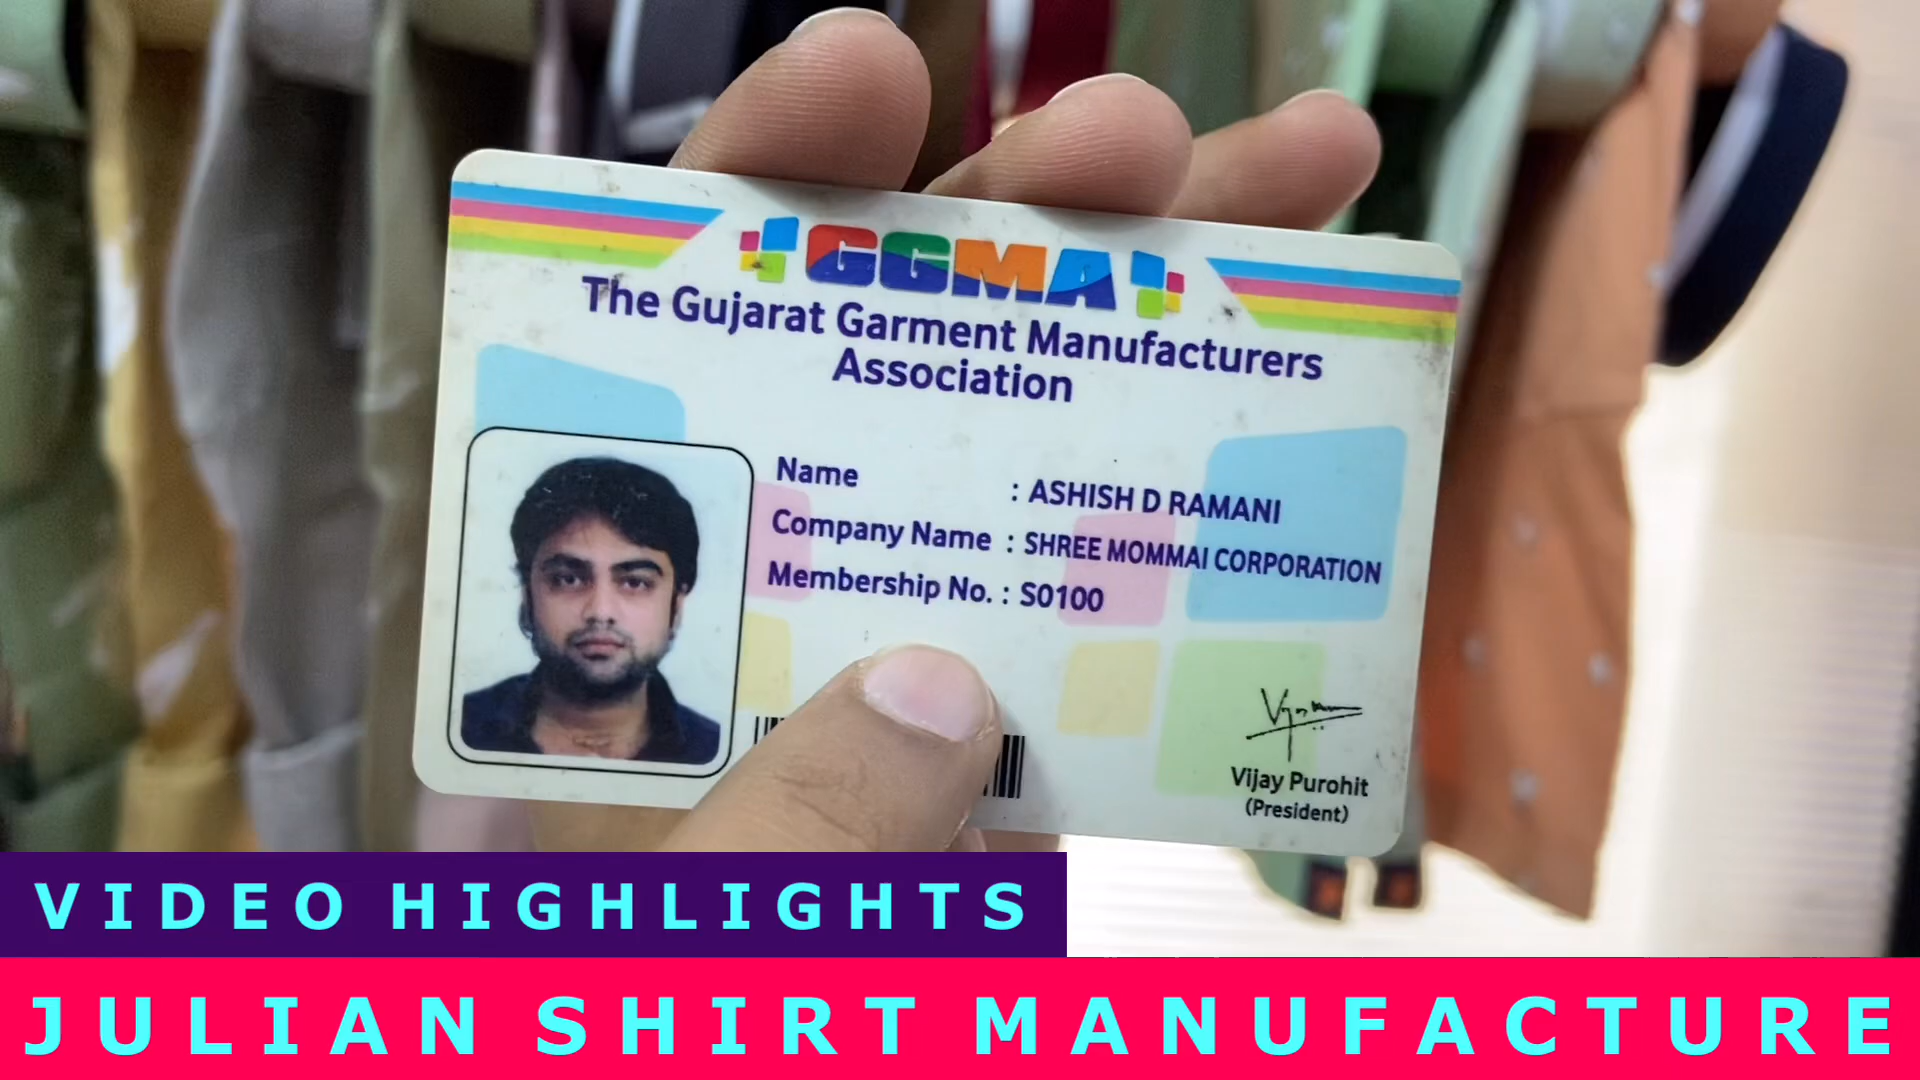 GGMA
The Gujarat Garment Manufacturers
Association
Name : ASHISH D RAMANI
Company Name : SHREE MOMMAI CORPORATION
Membership No. : S0100
Vijay Purohit
(President)
VIDEO HIGHLIGHTS
JULIAN SHIRT MANUFACTURE